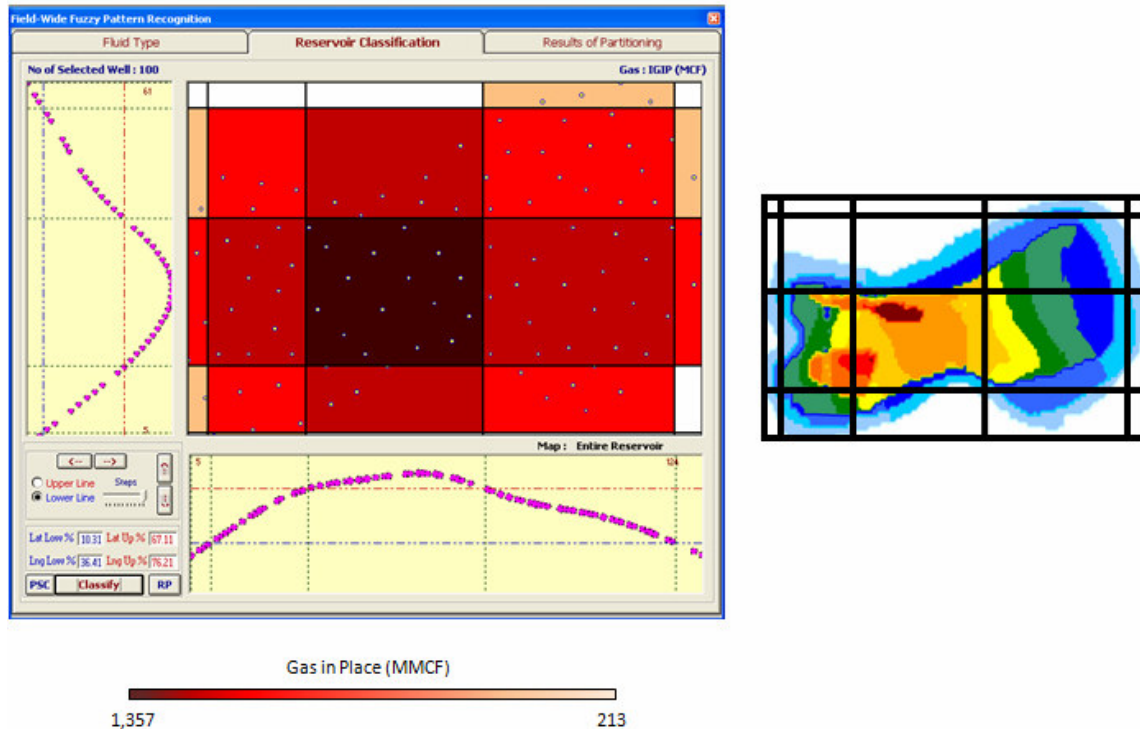 Field-Wide Fuzzy Pattern Recognition
Fluid Type Reservoir Classification Results of Partitioning
No of Selected Well : 100 Gas : IGIP (MCF)
61
5
Map : Entire Reservoir
<-- -->
Upper Line Steps
Lower Line
5 124
Lat Low % 10.31 Lat Up % 67.11
Lng Low % 36.41 Lng Up % 76.21
PSC Classify RP
Gas in Place (MMCF)
1,357 213